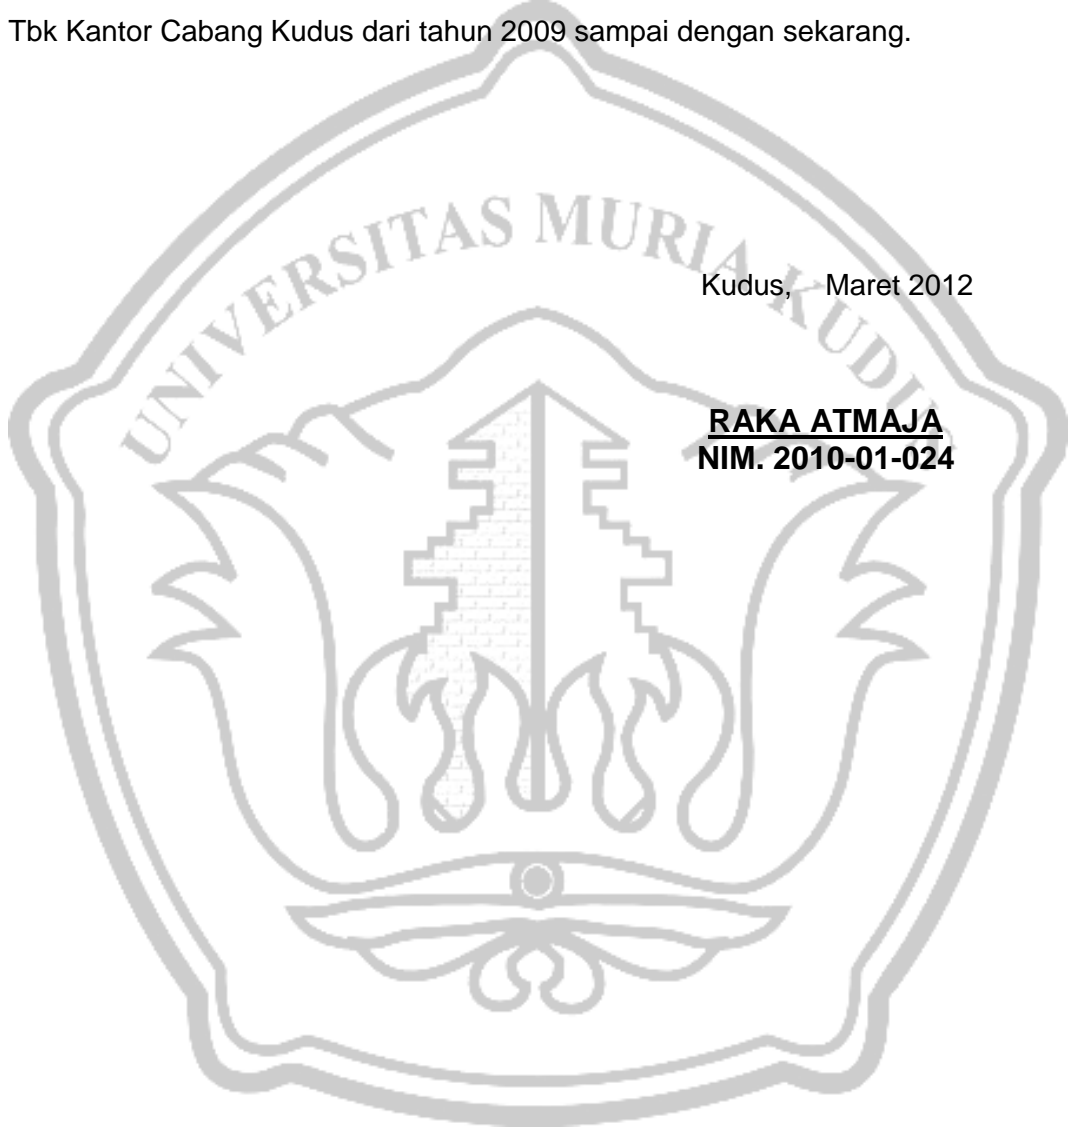 Tbk Kantor Cabang Kudus dari tahun 2009 sampai dengan sekarang.
UNIVERSITAS MURIA KUDUS
Kudus, Maret 2012
RAKA ATMAJA
NIM. 2010-01-024